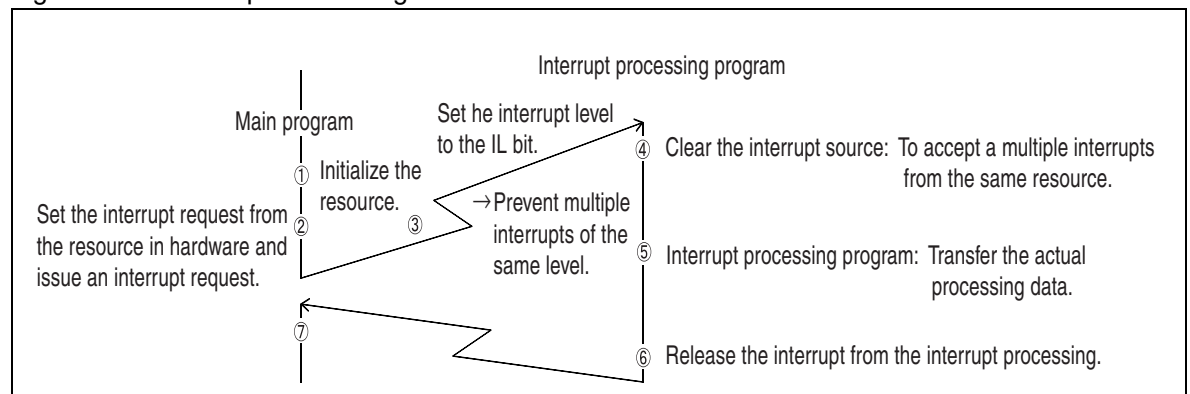 Interrupt processing program
Main program
Set he interrupt level
to the IL bit.
① Initialize the
resource.
Set the interrupt request from
the resource in hardware and
issue an interrupt request.
②
③
→Prevent multiple
interrupts of the
same level.
④ Clear the interrupt source: To accept a multiple interrupts
from the same resource.
⑤ Interrupt processing program: Transfer the actual
processing data.
⑥ Release the interrupt from the interrupt processing.
⑦